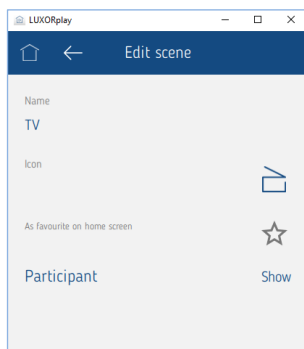 LUXORplay
Edit scene
Name
TV
Icon
As favourite on home screen
Participant Show